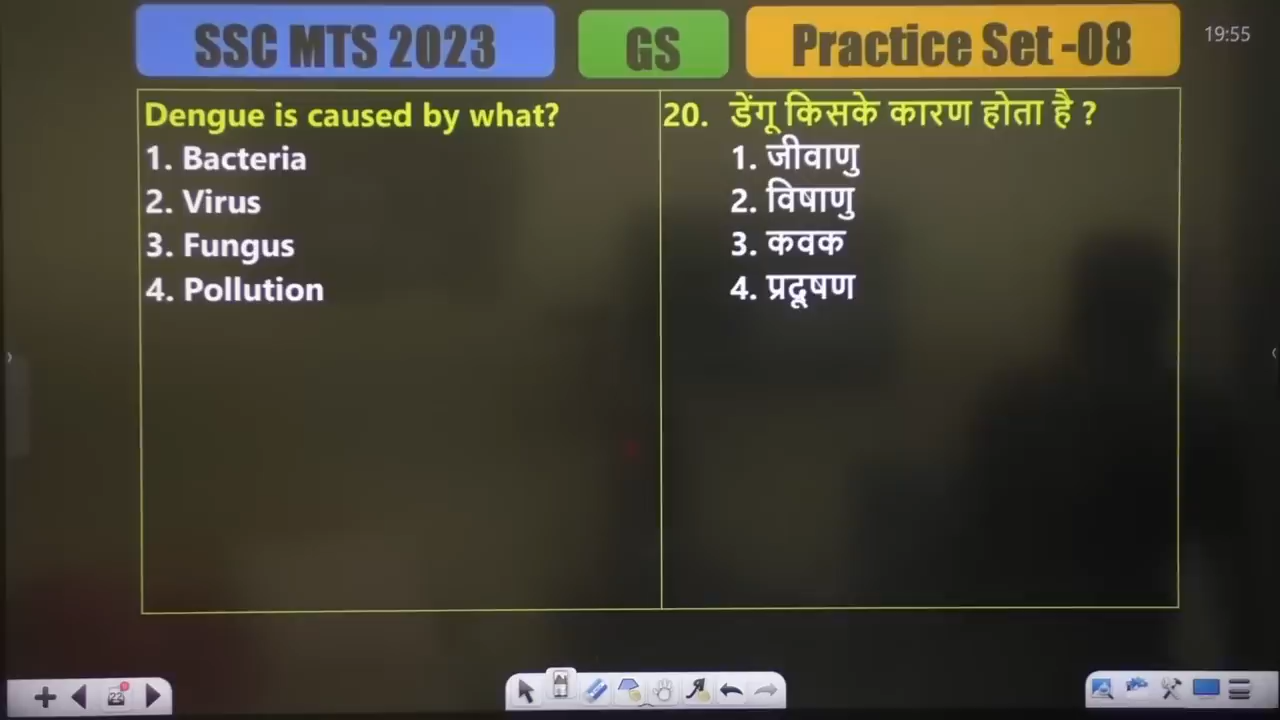 SSC MTS 2023
GS
Practice Set -08
19:55
Dengue is caused by what?
1. Bacteria
2. Virus
3. Fungus
4. Pollution
20. डेंगू किसके कारण होता है ?
1. जीवाणु
2. विषाणु
3. कवक
4. प्रदूषण
22